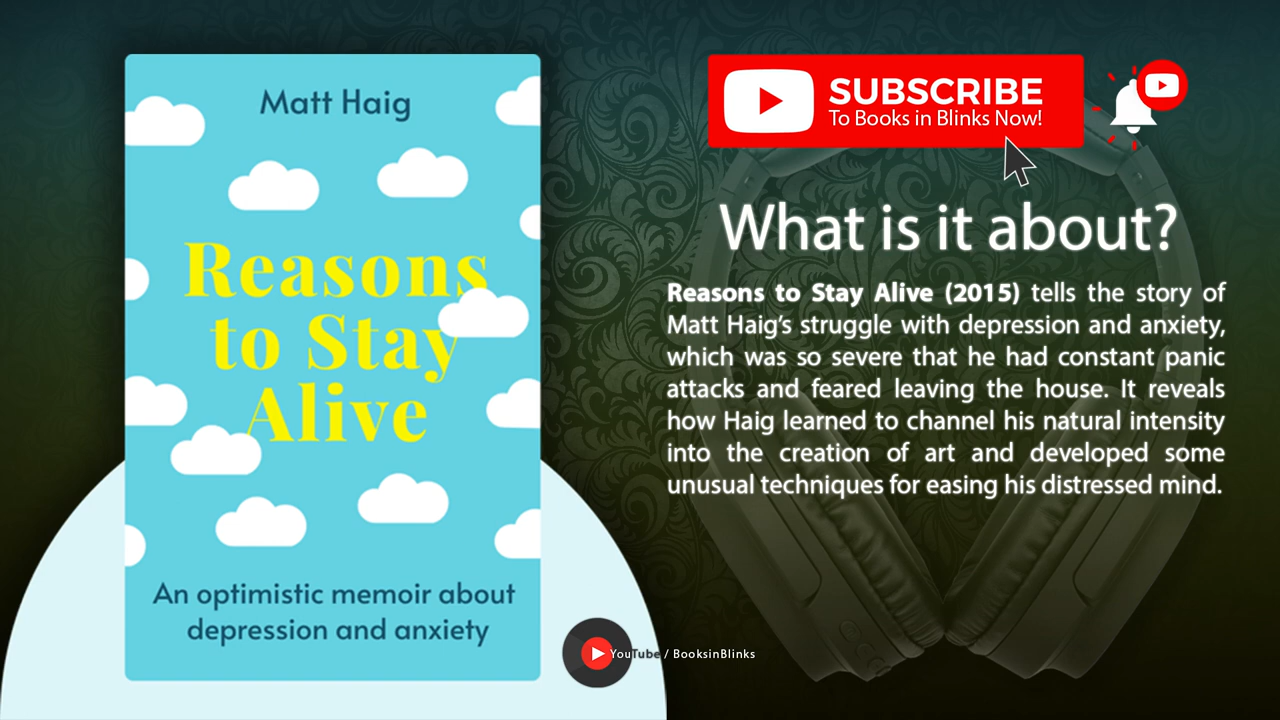 Matt Haig
Reasons
to Stay
Alive
An optimistic memoir about
depression and anxiety
SUBSCRIBE
To Books in Blinks Now!
What is it about?
Reasons to Stay Alive (2015) tells the story of
Matt Haig's struggle with depression and anxiety,
which was so severe that he had constant panic
attacks and feared leaving the house. It reveals
how Haig learned to channel his natural intensity
into the creation of art and developed some
unusual techniques for easing his distressed mind.
YouTube / BooksinBlinks